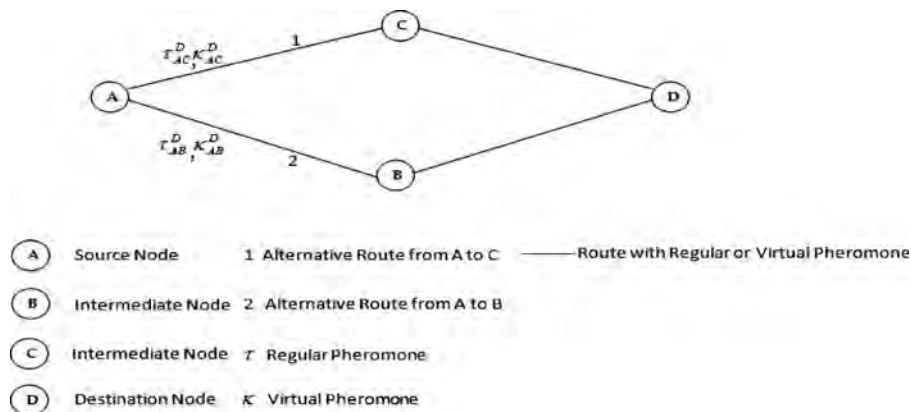 C
1
τ^D_AC, κ^D_AC
A
D
τ^D_AB, κ^D_AB
2
B
A Source Node 1 Alternative Route from A to C Route with Regular or Virtual Pheromone
B Intermediate Node 2 Alternative Route from A to B
C Intermediate Node τ Regular Pheromone
D Destination Node κ Virtual Pheromone